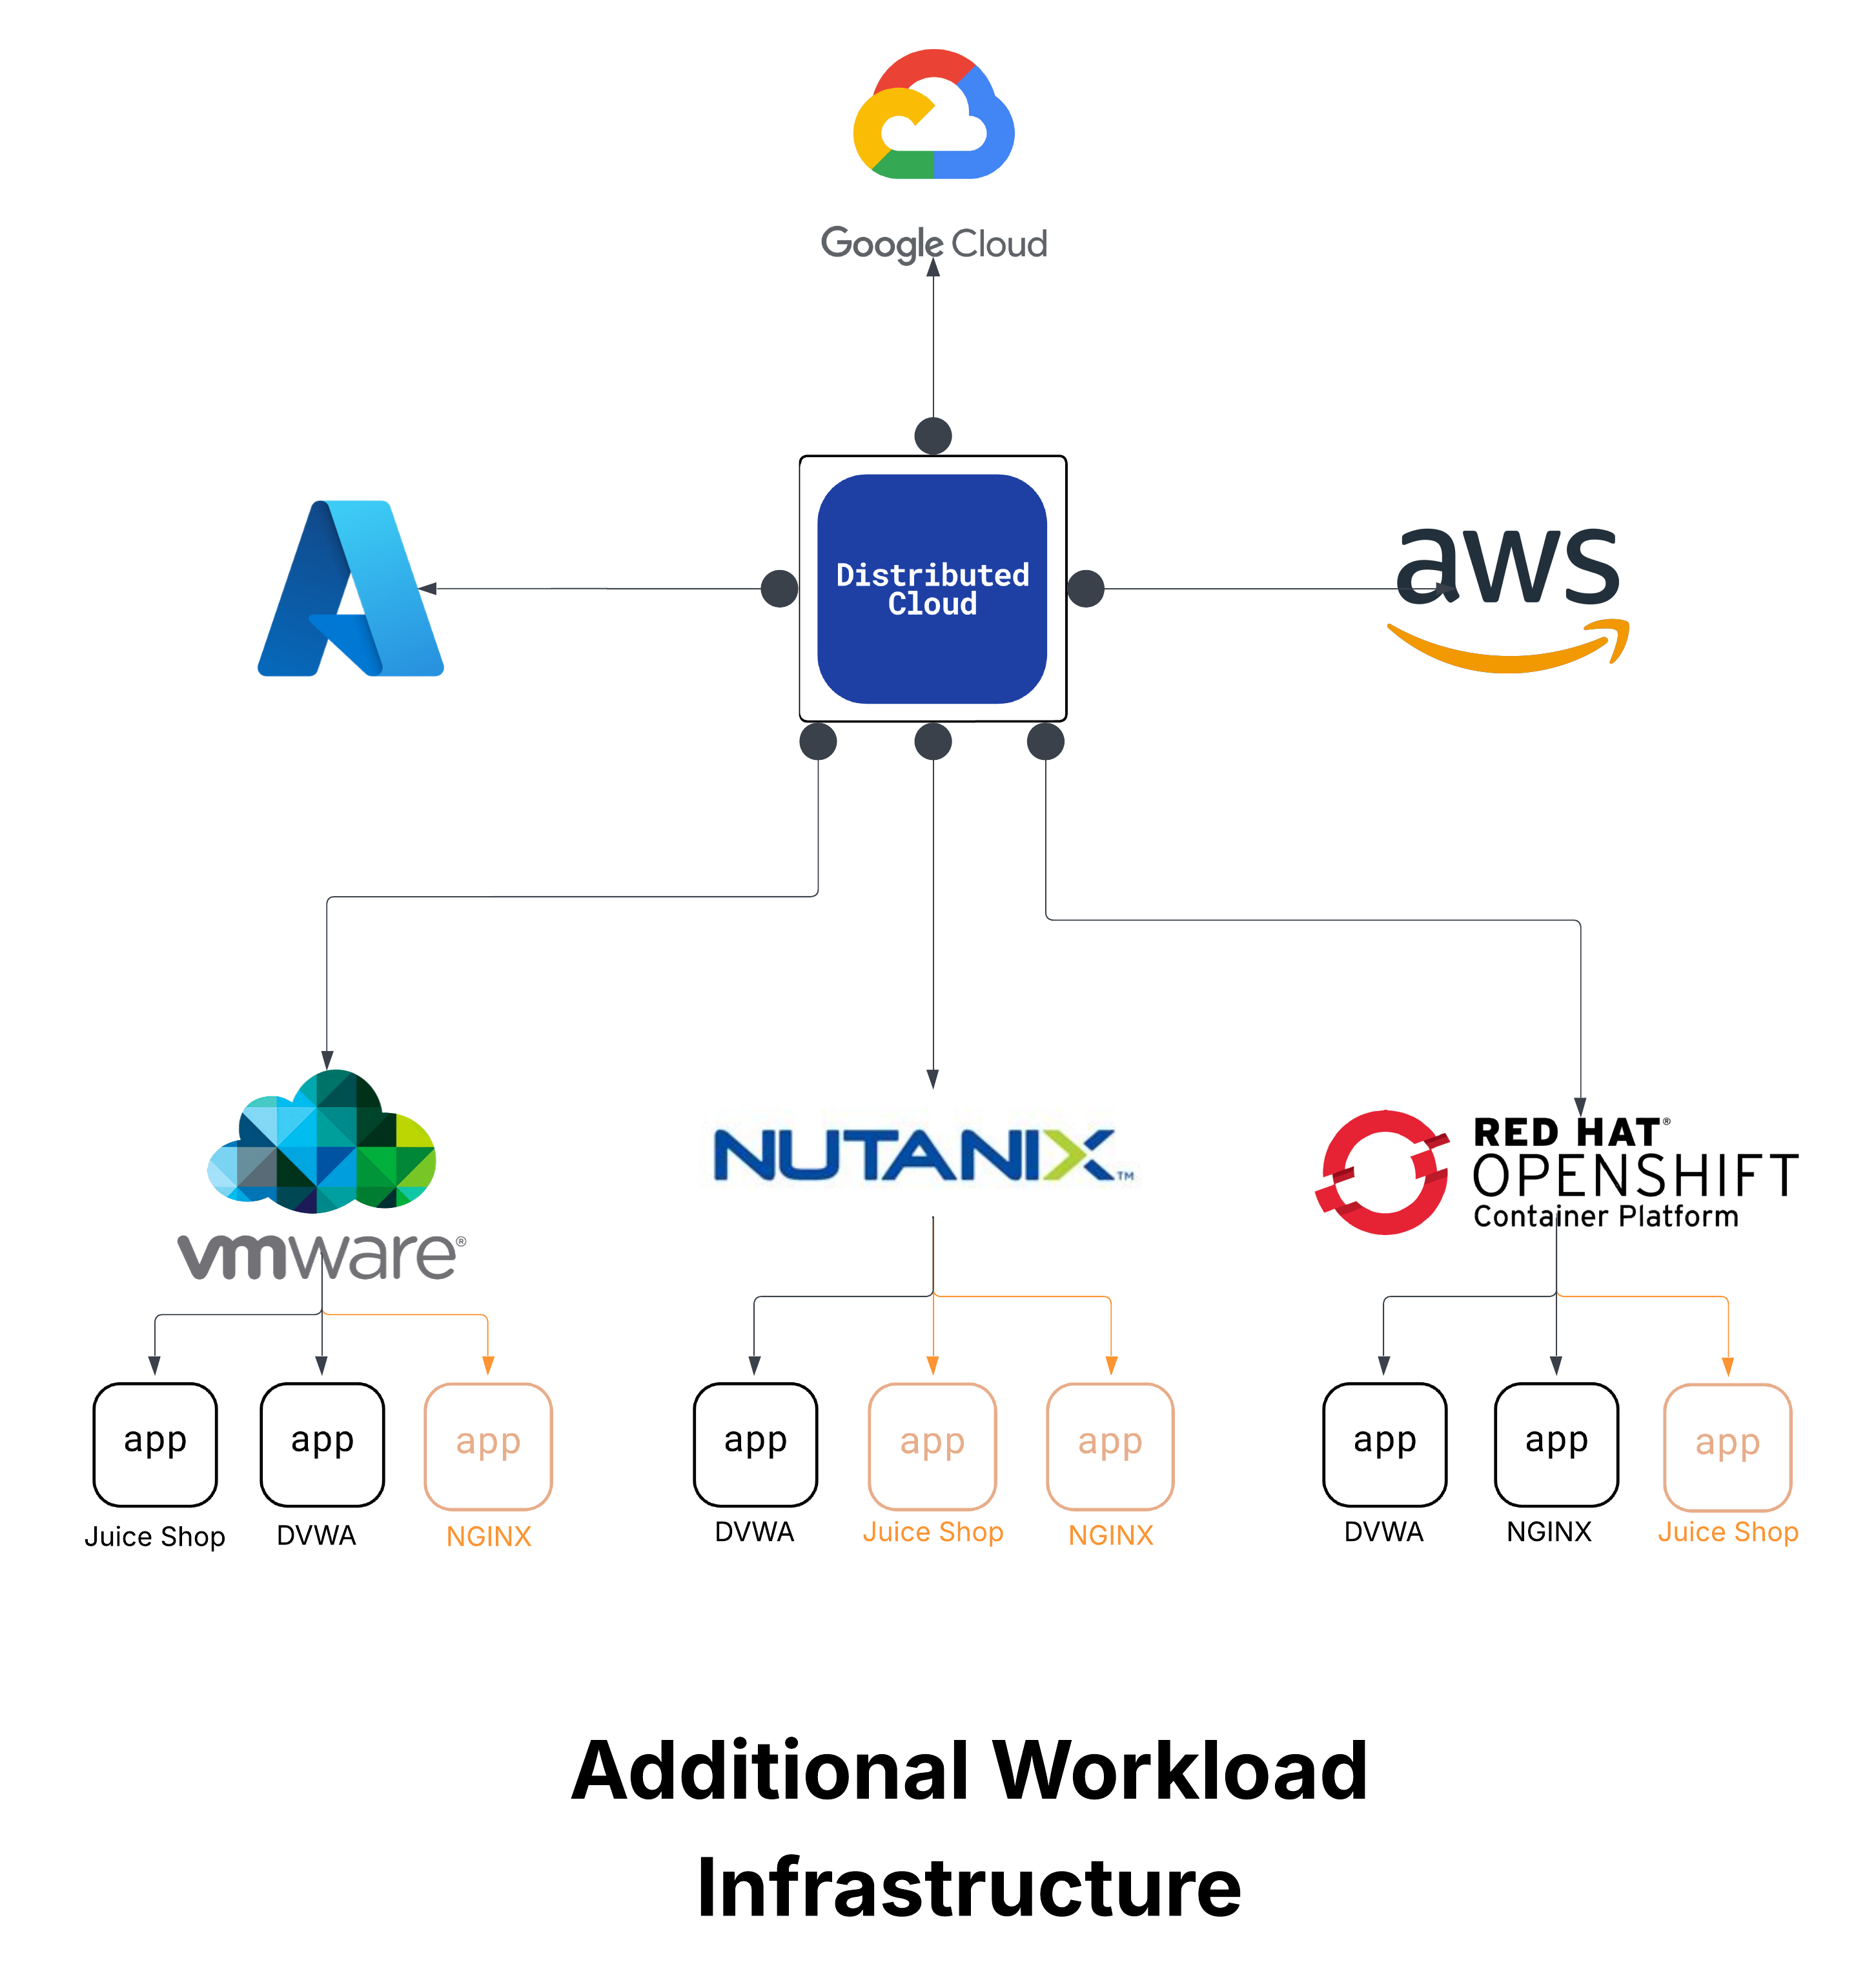 Google Cloud
Distributed
Cloud
aws
vmware®
NUTANIX™
RED HAT®
OPENSHIFT
Container Platform
app
app
app
app
app
app
app
app
app
Juice Shop
DVWA
NGINX
DVWA
Juice Shop
NGINX
DVWA
NGINX
Juice Shop
Additional Workload
Infrastructure